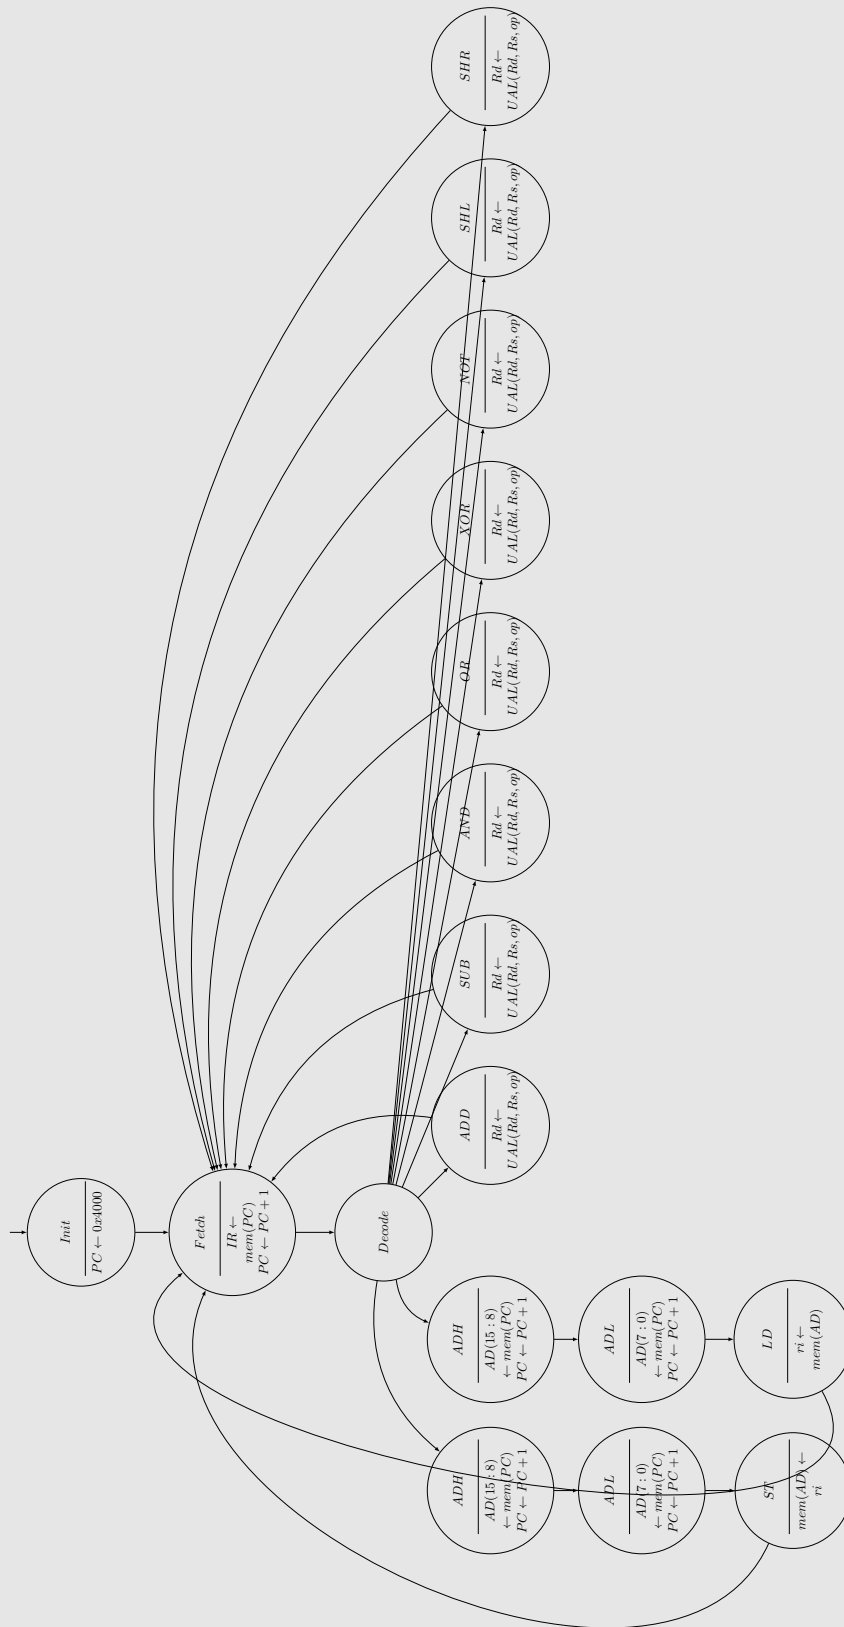 Init
PC ← 0x4000
Fetch
IR ←
mem(PC)
PC ← PC + 1
Decode
ADH
AD(15 : 8)
← mem(PC)
PC ← PC + 1
ADL
AD(7 : 0)
← mem(PC)
PC ← PC + 1
ST
mem(AD) ←
ri
ADH
AD(15 : 8)
← mem(PC)
PC ← PC + 1
ADL
AD(7 : 0)
← mem(PC)
PC ← PC + 1
LD
ri ←
mem(AD)
ADD
Rd ←
UAL(Rd, Rs, op)
SUB
Rd ←
UAL(Rd, Rs, op)
AND
Rd ←
UAL(Rd, Rs, op)
OR
Rd ←
UAL(Rd, Rs, op)
XOR
Rd ←
UAL(Rd, Rs, op)
NOT
Rd ←
UAL(Rd, Rs, op)
SHL
Rd ←
UAL(Rd, Rs, op)
SHR
Rd ←
UAL(Rd, Rs, op)